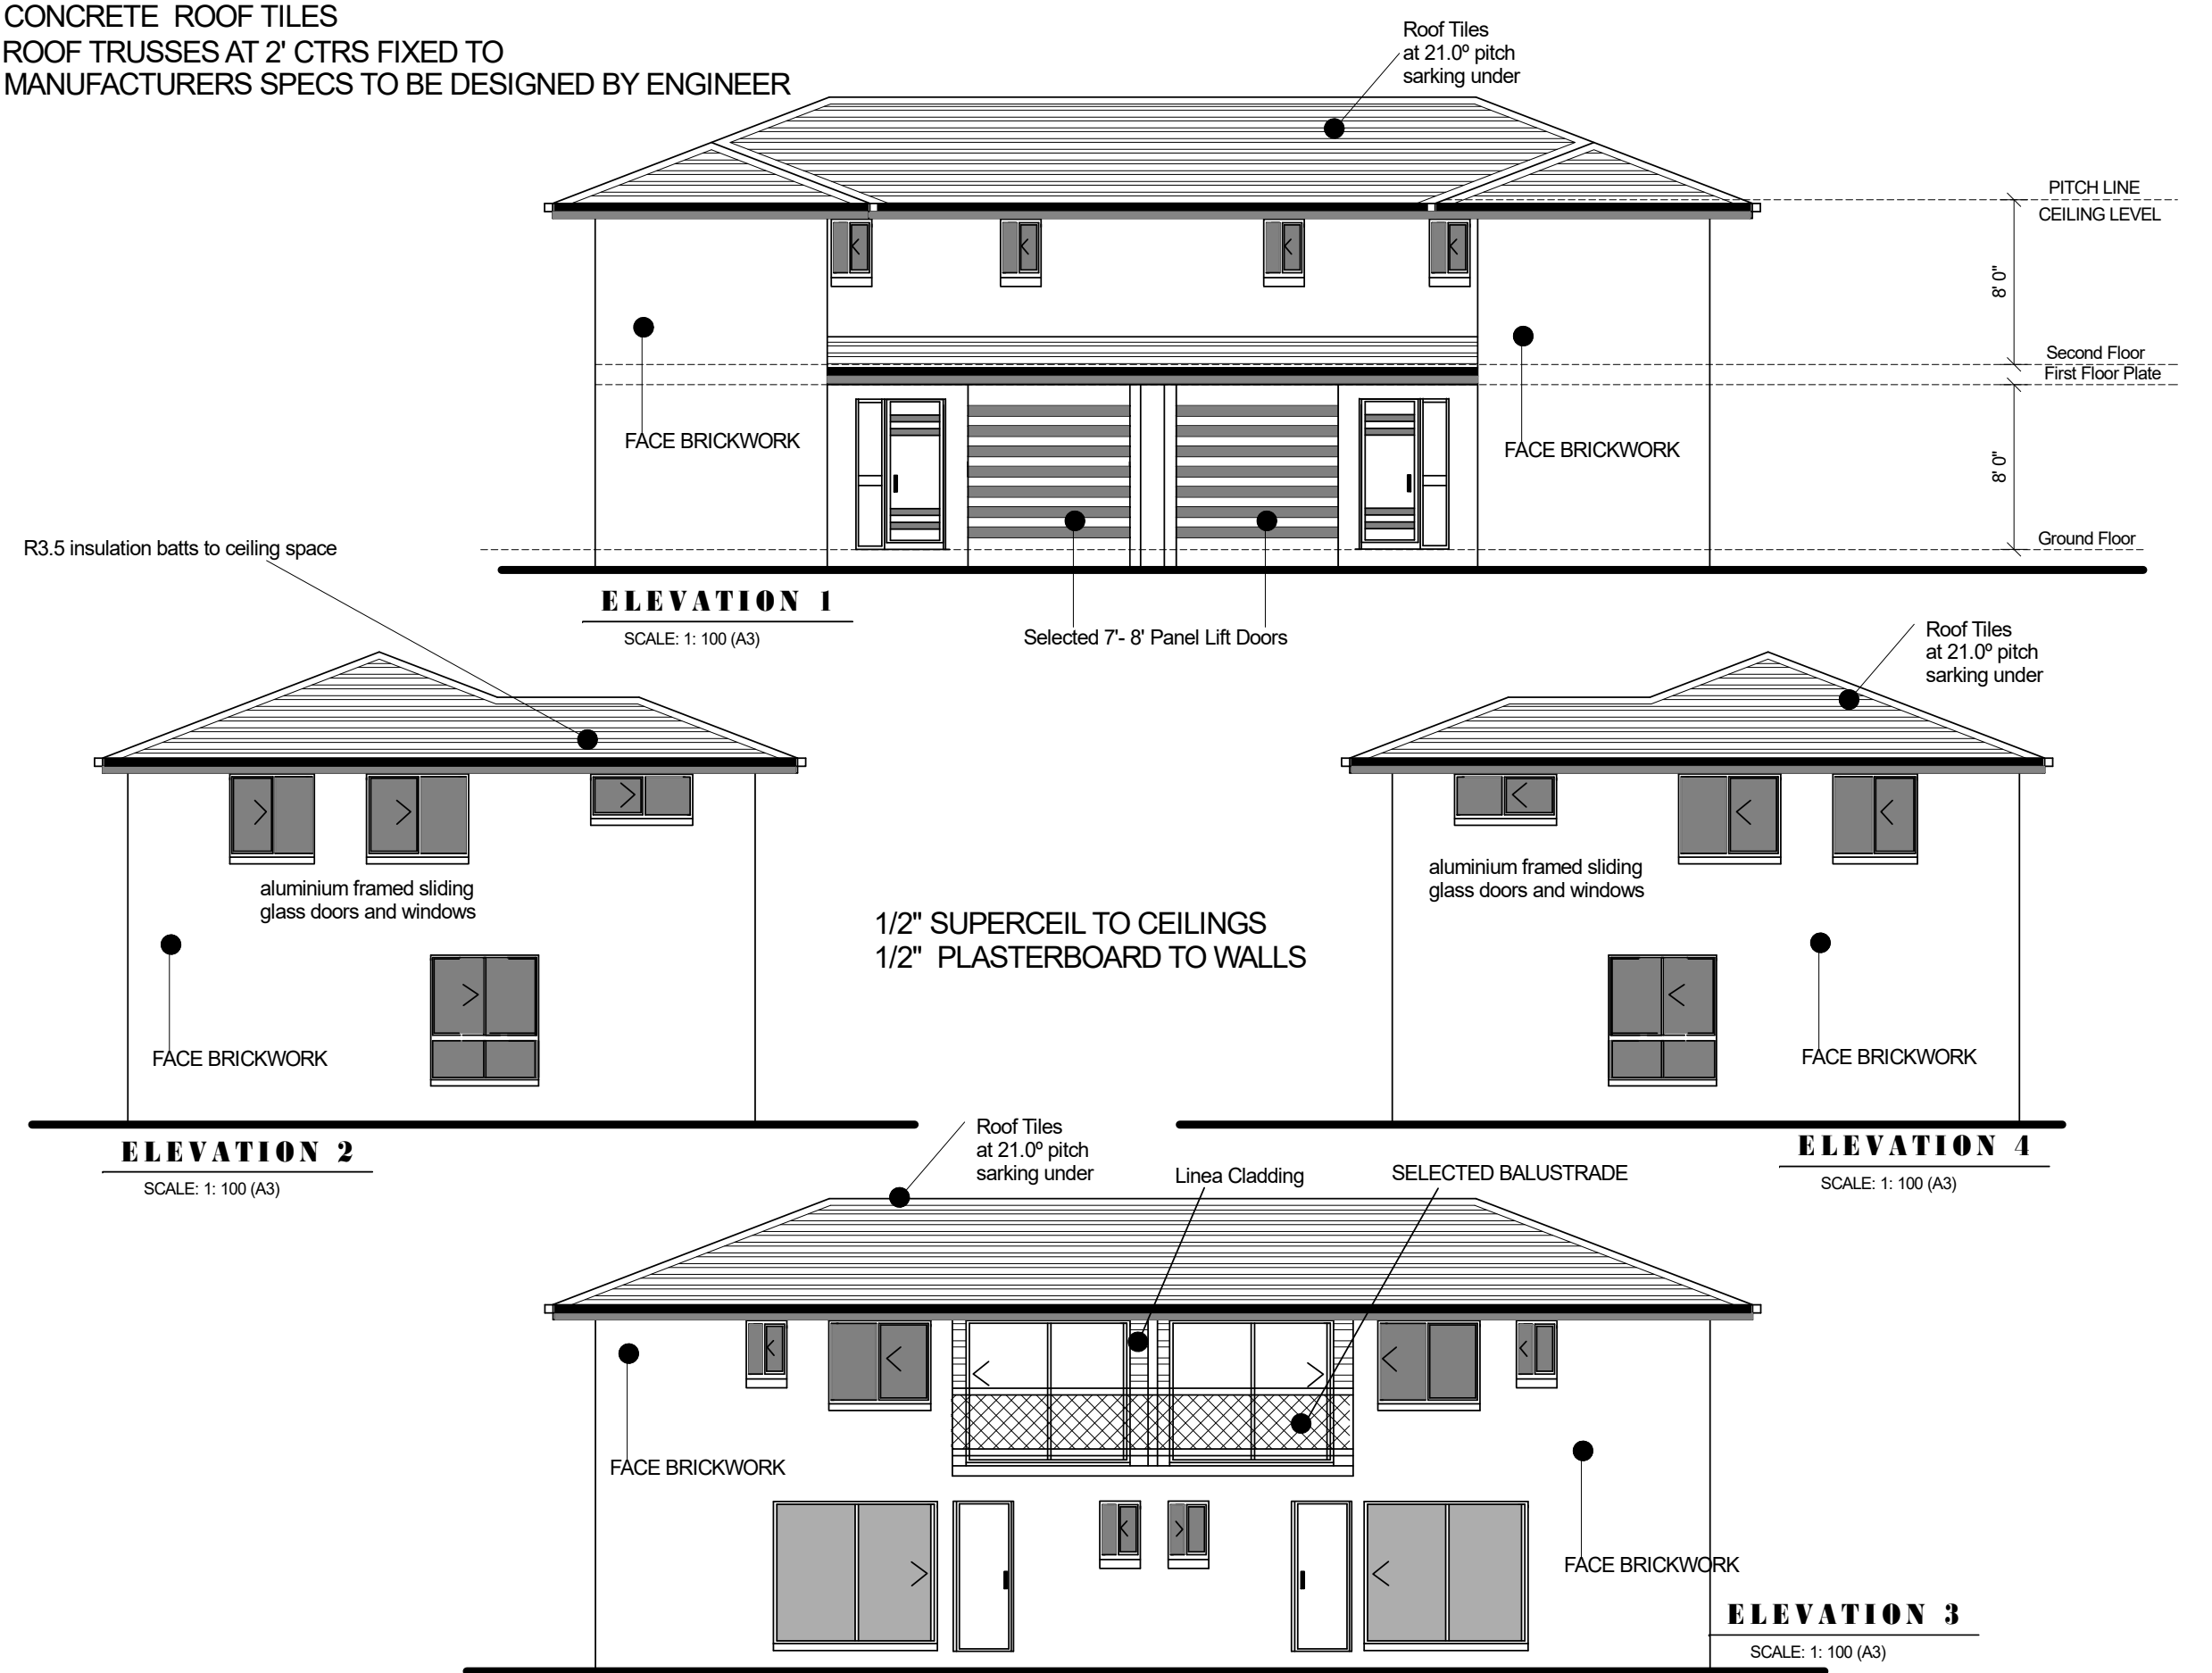 CONCRETE ROOF TILES
ROOF TRUSSES AT 2' CTRS FIXED TO
MANUFACTURERS SPECS TO BE DESIGNED BY ENGINEER
Roof Tiles
at 21.0º pitch
sarking under
PITCH LINE
CEILING LEVEL
8' 0"
Second Floor
First Floor Plate
8' 0"
Ground Floor
FACE BRICKWORK
FACE BRICKWORK
R3.5 insulation batts to ceiling space
ELEVATION 1
SCALE: 1: 100 (A3)
Selected 7'- 8' Panel Lift Doors
Roof Tiles
at 21.0º pitch
sarking under
aluminium framed sliding
glass doors and windows
FACE BRICKWORK
1/2" SUPERCEIL TO CEILINGS
1/2" PLASTERBOARD TO WALLS
aluminium framed sliding
glass doors and windows
FACE BRICKWORK
ELEVATION 2
SCALE: 1: 100 (A3)
ELEVATION 4
SCALE: 1: 100 (A3)
Roof Tiles
at 21.0º pitch
sarking under
Linea Cladding
SELECTED BALUSTRADE
FACE BRICKWORK
FACE BRICKWORK
ELEVATION 3
SCALE: 1: 100 (A3)